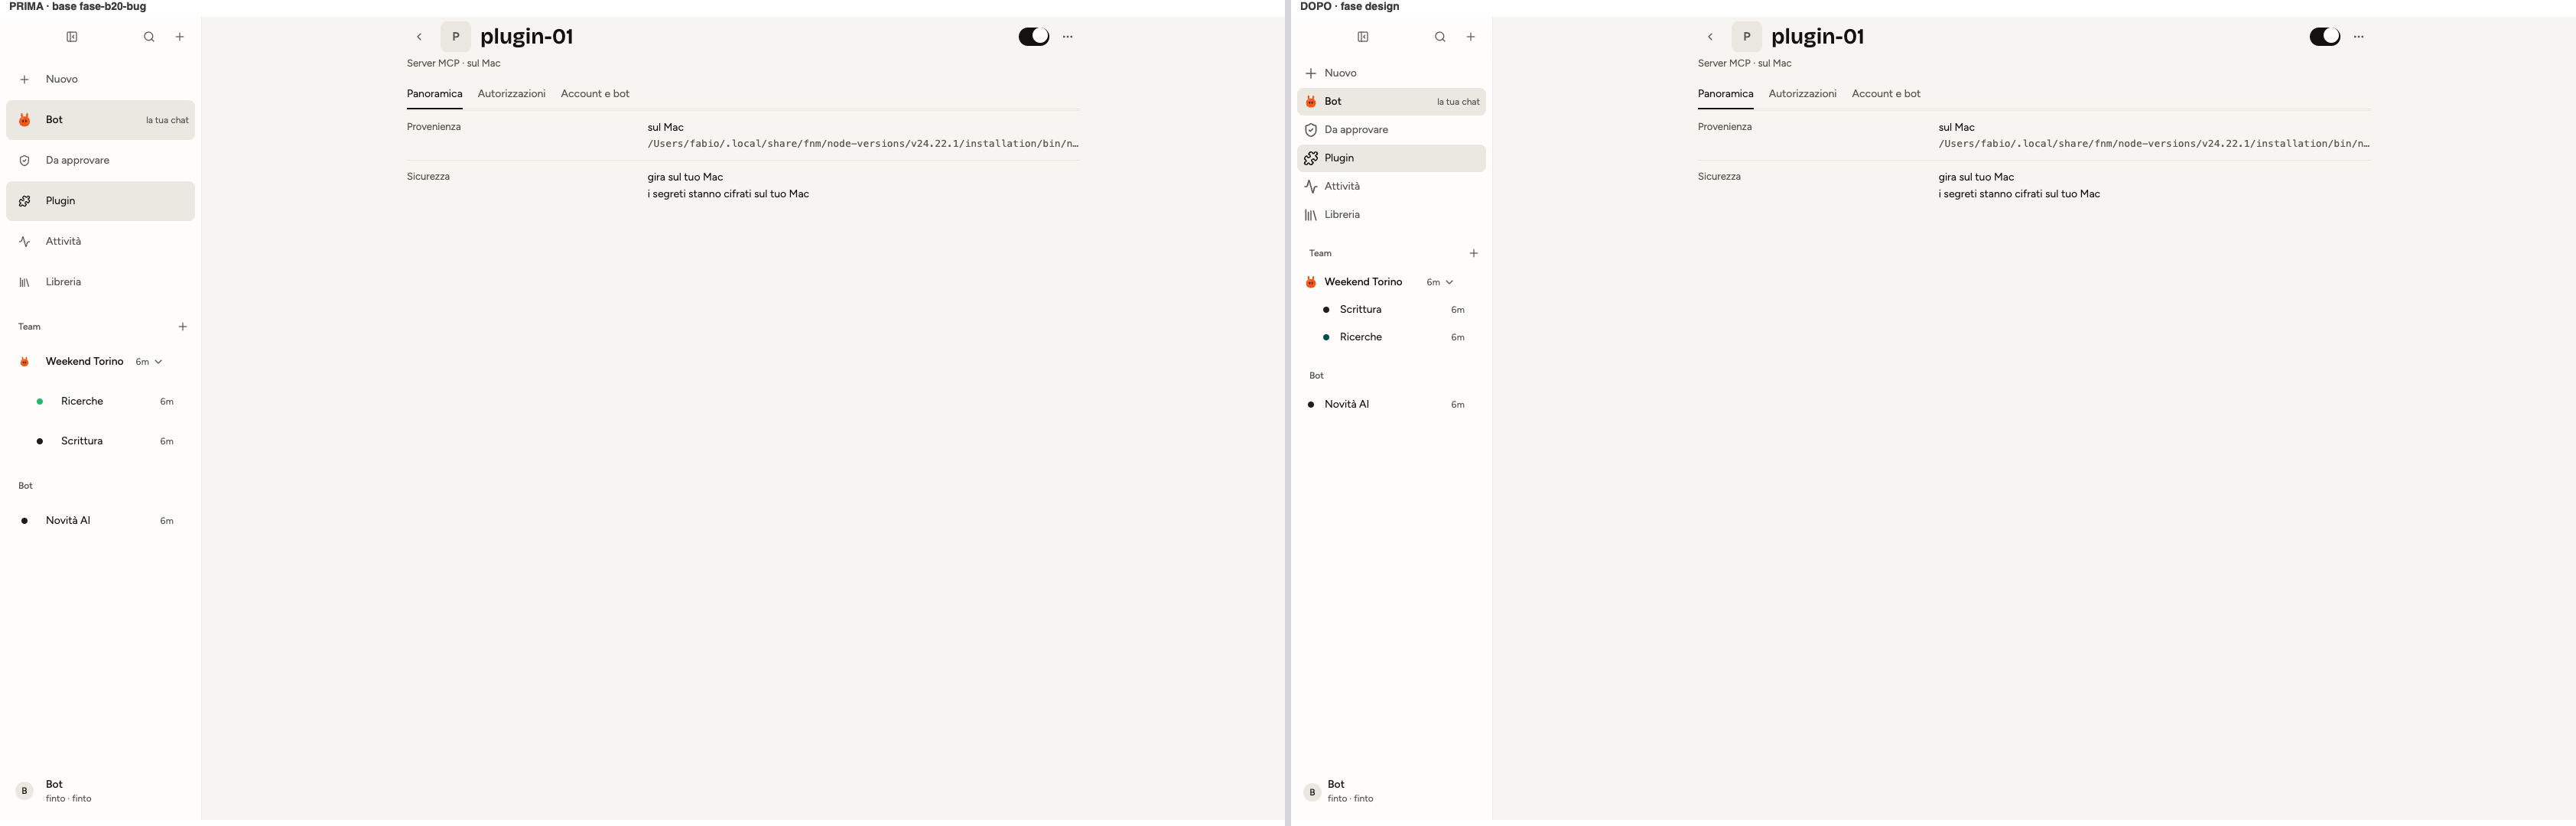 PRIMA · base fase-b20-bug
P plugin-01
Server MCP · sul Mac
Nuovo
Panoramica Autorizzazioni Account e bot
Bot la tua chat
Provenienza sul Mac
/Users/fabio/.local/share/fnm/node-versions/v24.22.1/installation/bin/n…
Da approvare
Sicurezza gira sul tuo Mac
i segreti stanno cifrati sul tuo Mac
Plugin
Attività
Libreria
Team
Weekend Torino 6m
Ricerche 6m
Scrittura 6m
Bot
Novità AI 6m
B Bot
finto · finto
DOPO · fase design
P plugin-01
Server MCP · sul Mac
Nuovo
Panoramica Autorizzazioni Account e bot
Bot la tua chat
Provenienza sul Mac
/Users/fabio/.local/share/fnm/node-versions/v24.22.1/installation/bin/n…
Da approvare
Plugin
Sicurezza gira sul tuo Mac
i segreti stanno cifrati sul tuo Mac
Attività
Libreria
Team
Weekend Torino 6m
Scrittura 6m
Ricerche 6m
Bot
Novità AI 6m
B Bot
finto · finto